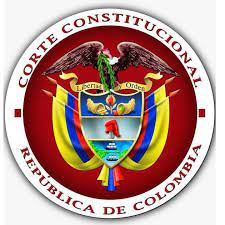 CORTE CONSTITUCIONAL
Libertad y Orden
REPÚBLICA DE COLOMBIA